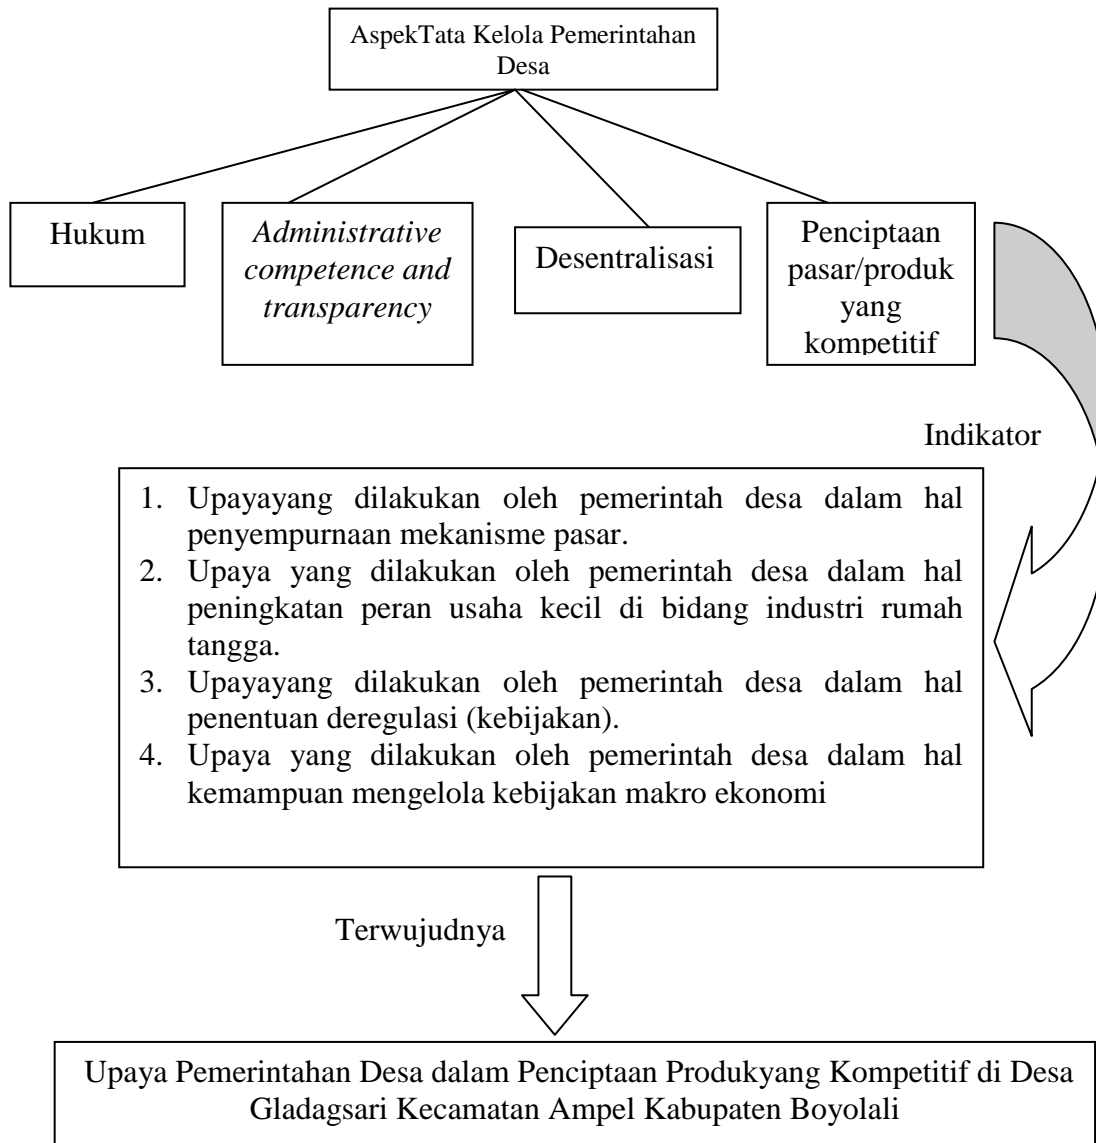 AspekTata Kelola Pemerintahan
Desa
Hukum
Administrative
competence and
transparency
Desentralisasi
Penciptaan
pasar/produk
yang
kompetitif
Indikator
1. Upayayang dilakukan oleh pemerintah desa dalam hal
penyempurnaan mekanisme pasar.
2. Upaya yang dilakukan oleh pemerintah desa dalam hal
peningkatan peran usaha kecil di bidang industri rumah
tangga.
3. Upayayang dilakukan oleh pemerintah desa dalam hal
penentuan deregulasi (kebijakan).
4. Upaya yang dilakukan oleh pemerintah desa dalam hal
kemampuan mengelola kebijakan makro ekonomi
Terwujudnya
Upaya Pemerintahan Desa dalam Penciptaan Produkyang Kompetitif di Desa
Gladagsari Kecamatan Ampel Kabupaten Boyolali